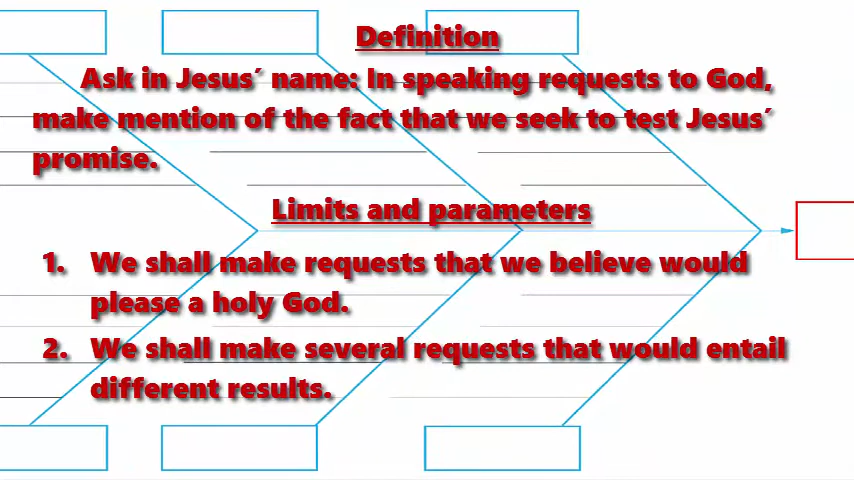 Definition
Ask in Jesus´ name: In speaking requests to God,
make mention of the fact that we seek to test Jesus´
promise.
Limits and parameters
1. We shall make requests that we believe would
please a holy God.
2. We shall make several requests that would entail
different results.